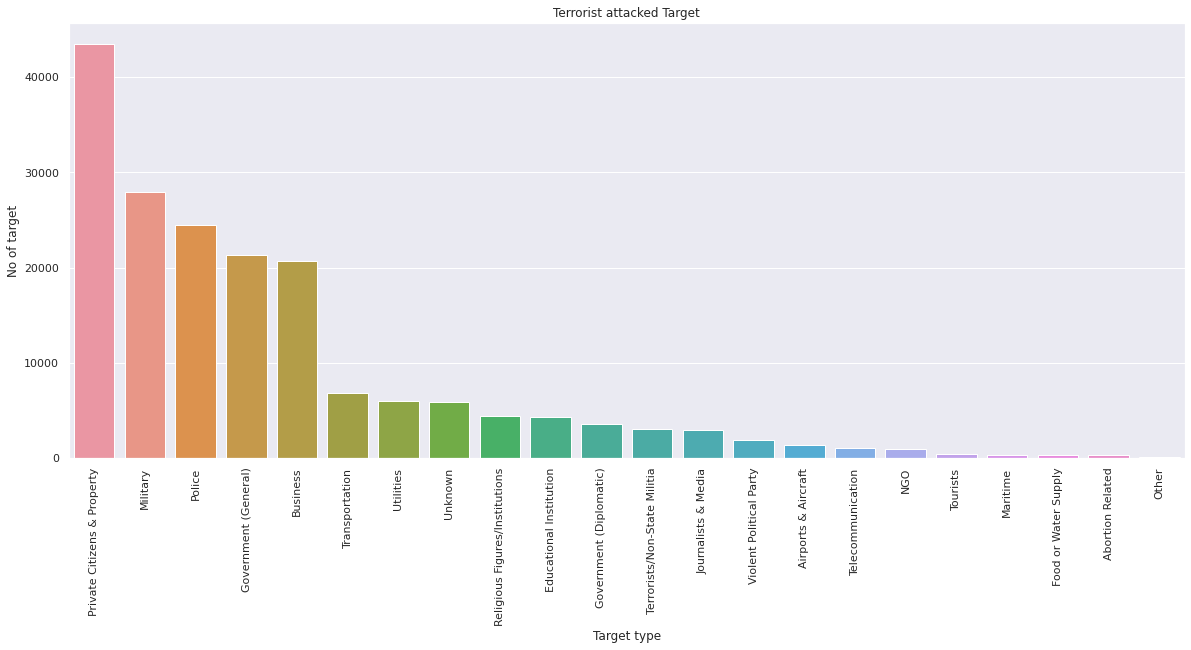 Terrorist attacked Target
No of target
40000
30000
20000
10000
0
Private Citizens & Property
Military
Police
Government (General)
Business
Transportation
Utilities
Unknown
Religious Figures/Institutions
Educational Institution
Government (Diplomatic)
Terrorists/Non-State Militia
Journalists & Media
Violent Political Party
Airports & Aircraft
Telecommunication
NGO
Tourists
Maritime
Food or Water Supply
Abortion Related
Other
Target type